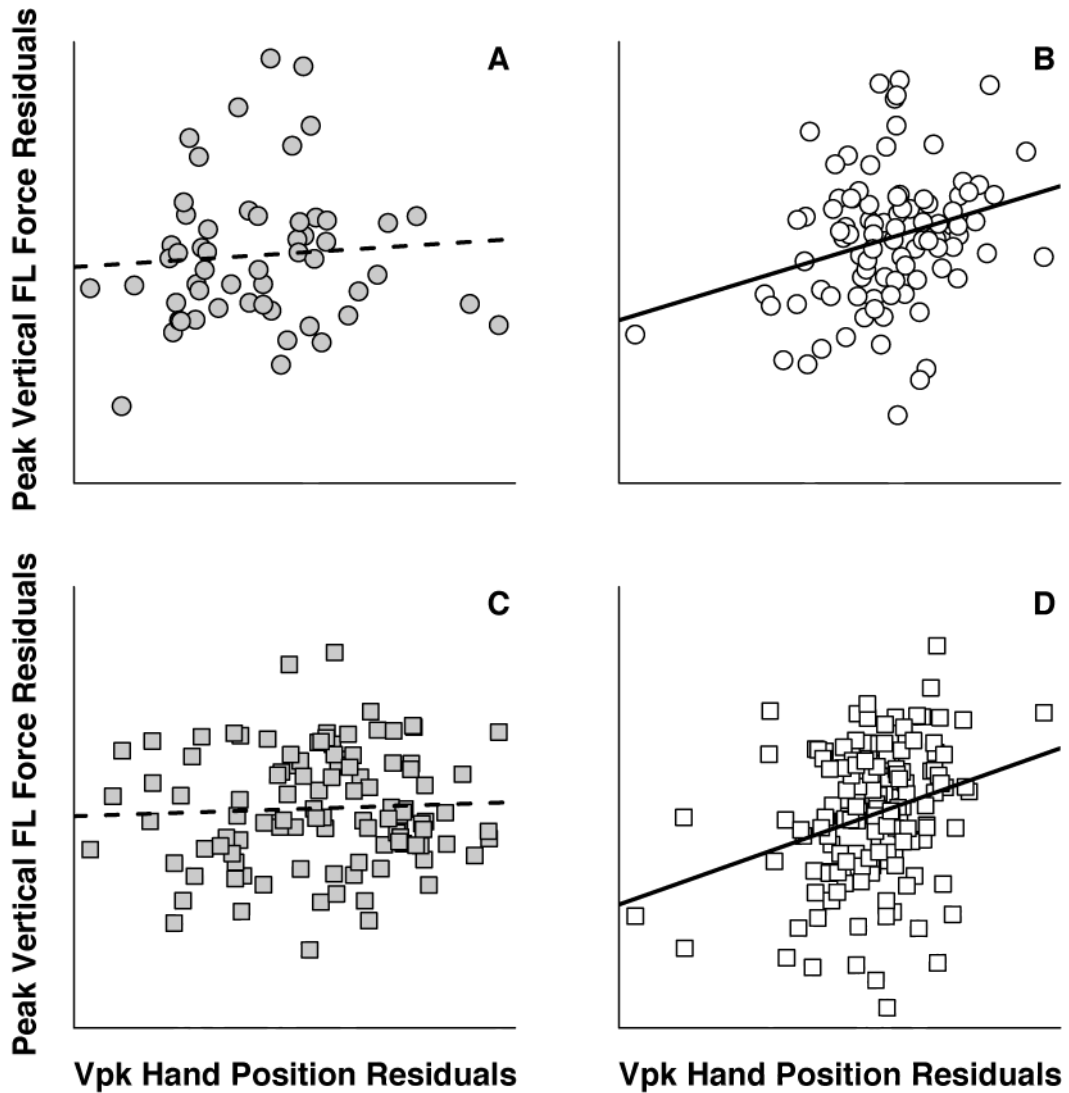 A
B
Peak Vertical FL Force Residuals
C
D
Peak Vertical FL Force Residuals
Vpk Hand Position Residuals
Vpk Hand Position Residuals